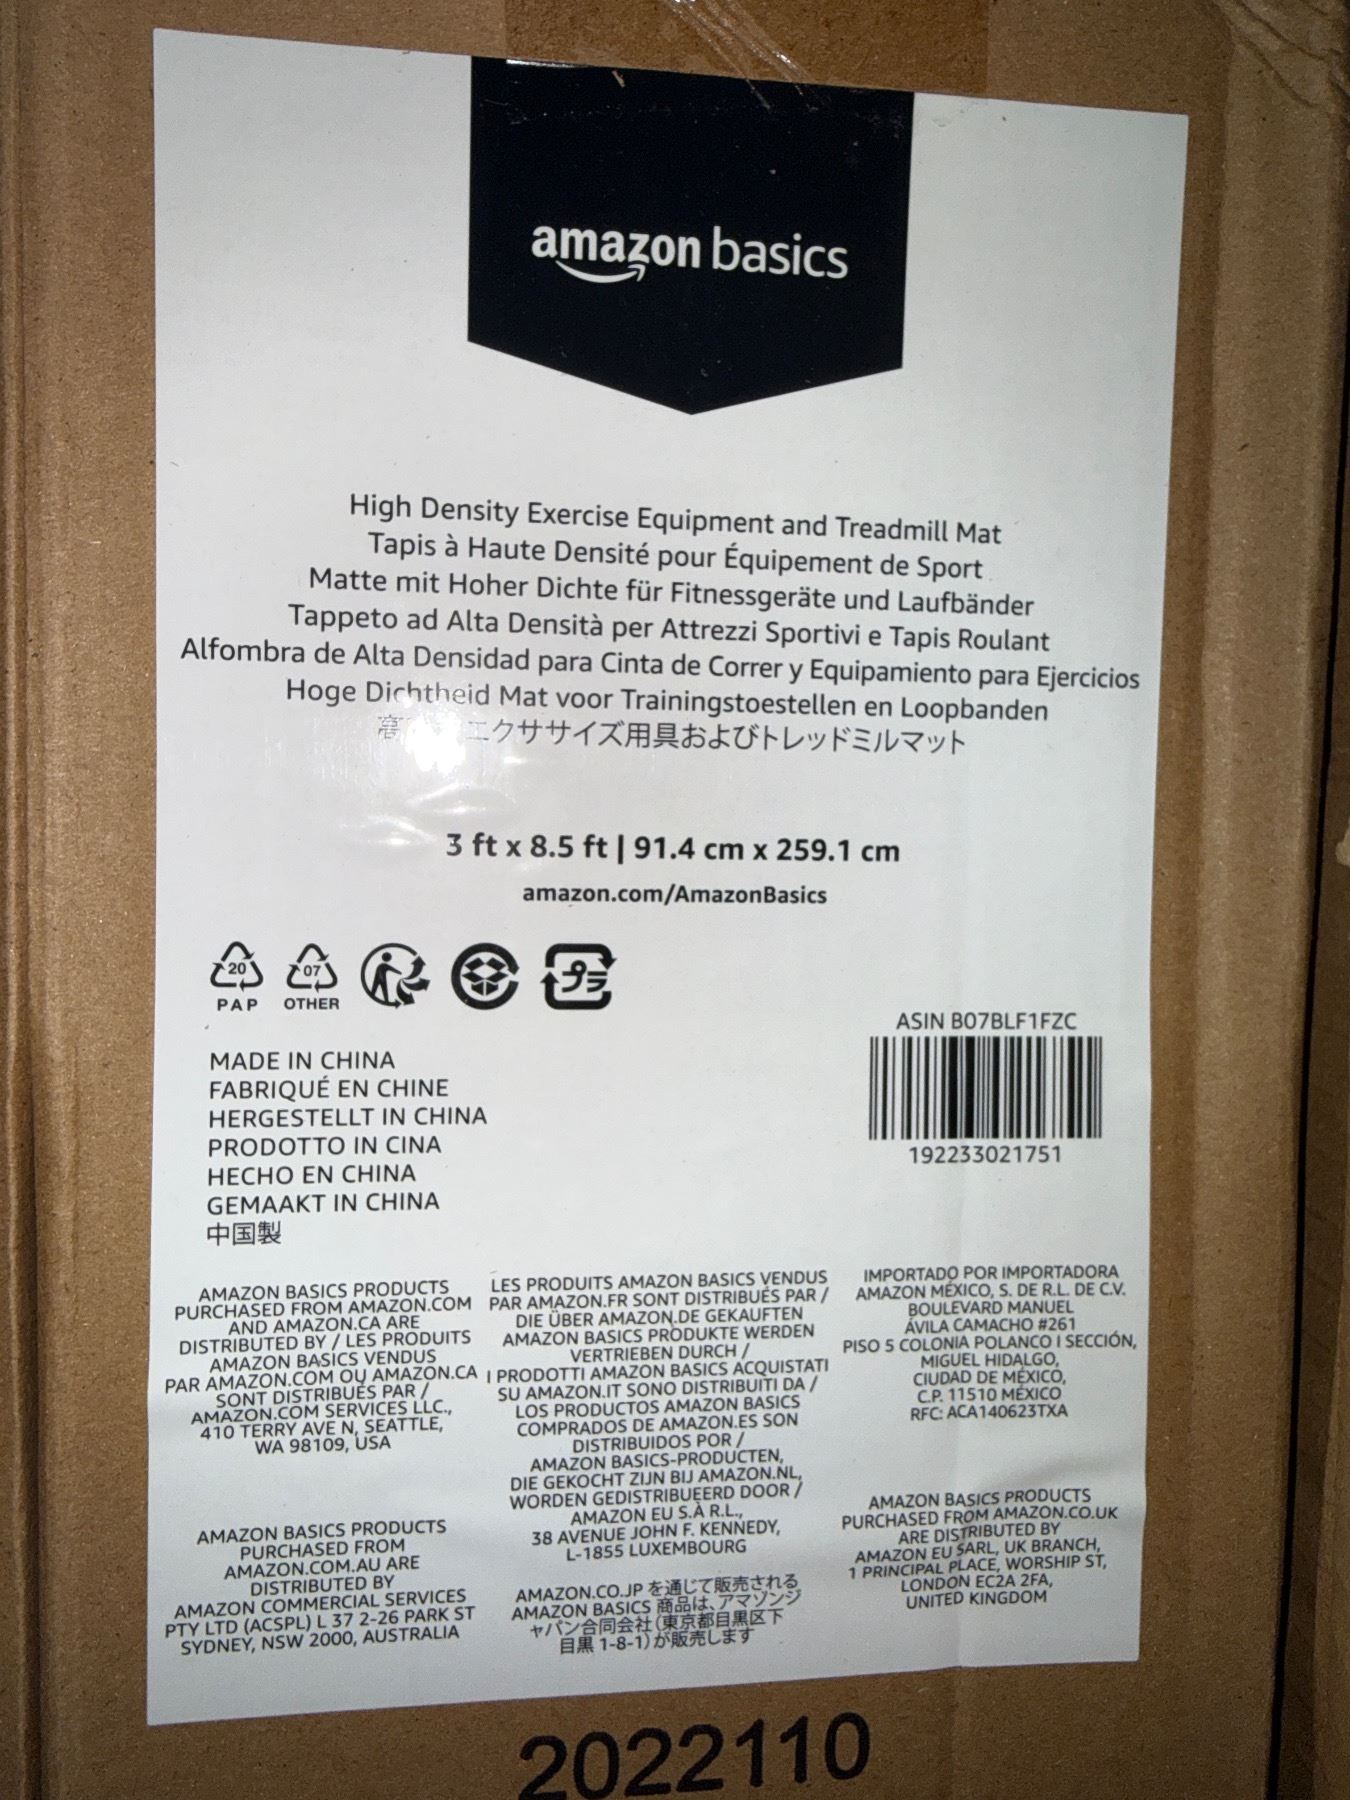 amazon basics
High Density Exercise Equipment and Treadmill Mat
Tapis à Haute Densité pour Équipement de Sport
Matte mit Hoher Dichte für Fitnessgeräte und Laufbänder
Tappeto ad Alta Densità per Attrezzi Sportivi e Tapis Roulant
Alfombra de Alta Densidad para Cinta de Correr y Equipamiento para Ejercicios
Hoge Dichtheid Mat voor Trainingstoestellen en Loopbanden
エクササイズ用具およびトレッドミルマット
3 ft x 8.5 ft | 91.4 cm x 259.1 cm
amazon.com/AmazonBasics
20 07 プラ
PAP OTHER
ASIN B07BLF1FZC
192233021751
MADE IN CHINA
FABRIQUÉ EN CHINE
HERGESTELLT IN CHINA
PRODOTTO IN CINA
HECHO EN CHINA
GEMAAKT IN CHINA
中国製
AMAZON BASICS PRODUCTS
PURCHASED FROM AMAZON.COM
AND AMAZON.CA ARE
DISTRIBUTED BY / LES PRODUITS
AMAZON BASICS VENDUS
PAR AMAZON.COM OU AMAZON.CA
SONT DISTRIBUÉS PAR /
AMAZON.COM SERVICES LLC.,
410 TERRY AVE N, SEATTLE,
WA 98109, USA
AMAZON BASICS PRODUCTS
PURCHASED FROM
AMAZON.COM.AU ARE
DISTRIBUTED BY
AMAZON COMMERCIAL SERVICES
PTY LTD (ACSPL) L 37 2-26 PARK ST
SYDNEY, NSW 2000, AUSTRALIA
LES PRODUITS AMAZON BASICS VENDUS
PAR AMAZON.FR SONT DISTRIBUÉS PAR /
DIE ÜBER AMAZON.DE GEKAUFTEN
AMAZON BASICS PRODUKTE WERDEN
VERTRIEBEN DURCH /
I PRODOTTI AMAZON BASICS ACQUISTATI
SU AMAZON.IT SONO DISTRIBUITI DA /
LOS PRODUCTOS AMAZON BASICS
COMPRADOS DE AMAZON.ES SON
DISTRIBUIDOS POR /
AMAZON BASICS-PRODUCTEN,
DIE GEKOCHT ZIJN BIJ AMAZON.NL,
WORDEN GEDISTRIBUEERD DOOR /
AMAZON EU S.À R.L.,
38 AVENUE JOHN F. KENNEDY,
L-1855 LUXEMBOURG
AMAZON.CO.JP を通じて販売される
AMAZON BASICS 商品は、アマゾンジ
ャパン合同会社(東京都目黒区下
目黒 1-8-1)が販売します
IMPORTADO POR IMPORTADORA
AMAZON MÉXICO, S. DE R.L. DE C.V.
BOULEVARD MANUEL
ÁVILA CAMACHO #261
PISO 5 COLONIA POLANCO I SECCIÓN,
MIGUEL HIDALGO,
CIUDAD DE MÉXICO,
C.P. 11510 MÉXICO
RFC: ACA140623TXA
AMAZON BASICS PRODUCTS
PURCHASED FROM AMAZON.CO.UK
ARE DISTRIBUTED BY
AMAZON EU SARL, UK BRANCH,
1 PRINCIPAL PLACE, WORSHIP ST,
LONDON EC2A 2FA,
UNITED KINGDOM
2022110